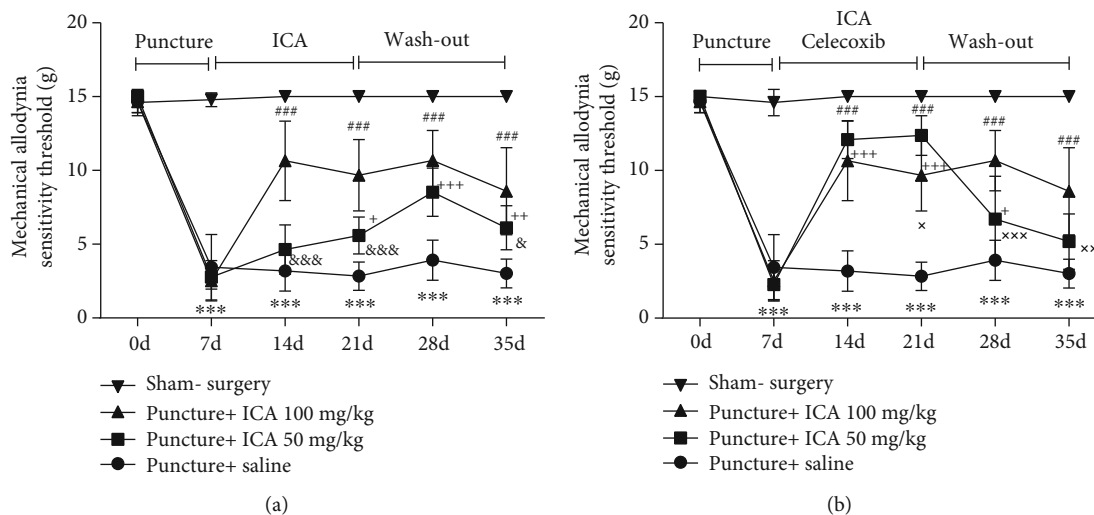 20
15
10
5
0
Mechanical allodynia
sensitivity threshold (g)
Puncture
ICA
Wash-out
###
###
###
###
+
+++
++
&&&
&&&
&
***
***
***
***
***
0d
7d
14d
21d
28d
35d
Sham- surgery
Puncture+ ICA 100 mg/kg
Puncture+ ICA 50 mg/kg
Puncture+ saline
(a)
20
15
10
5
0
Mechanical allodynia
sensitivity threshold (g)
Puncture
ICA
Celecoxib
Wash-out
###
###
###
###
+++
+++
+
×
×××
××
***
***
***
***
***
0d
7d
14d
21d
28d
35d
Sham- surgery
Puncture+ ICA 100 mg/kg
Puncture+ ICA 50 mg/kg
Puncture+ saline
(b)